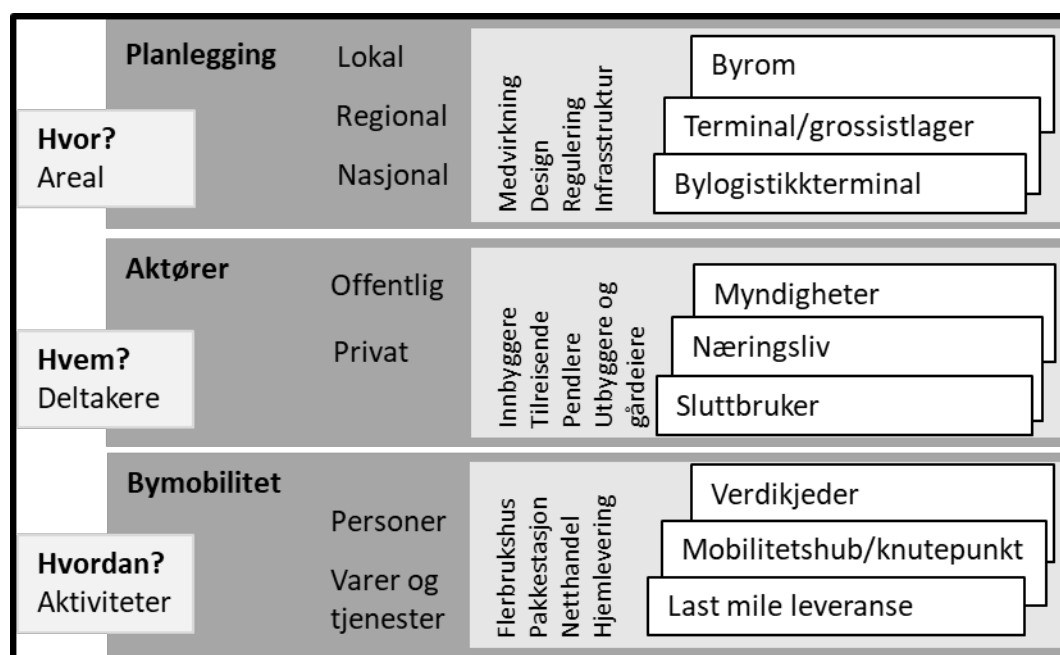 Planlegging
Lokal
Regional
Nasjonal
Hvor?
Areal
Medvirkning
Design
Regulering
Infrasstruktur
Byrom
Terminal/grossistlager
Bylogistikkterminal
Aktører
Offentlig
Privat
Hvem?
Deltakere
Innbyggere
Tilreisende
Pendlere
Utbyggere og
gårdeiere
Myndigheter
Næringsliv
Sluttbruker
Bymobilitet
Personer
Varer og
tjenester
Hvordan?
Aktiviteter
Flerbrukshus
Pakkestasjon
Netthandel
Hjemlevering
Verdikjeder
Mobilitetshub/knutepunkt
Last mile leveranse